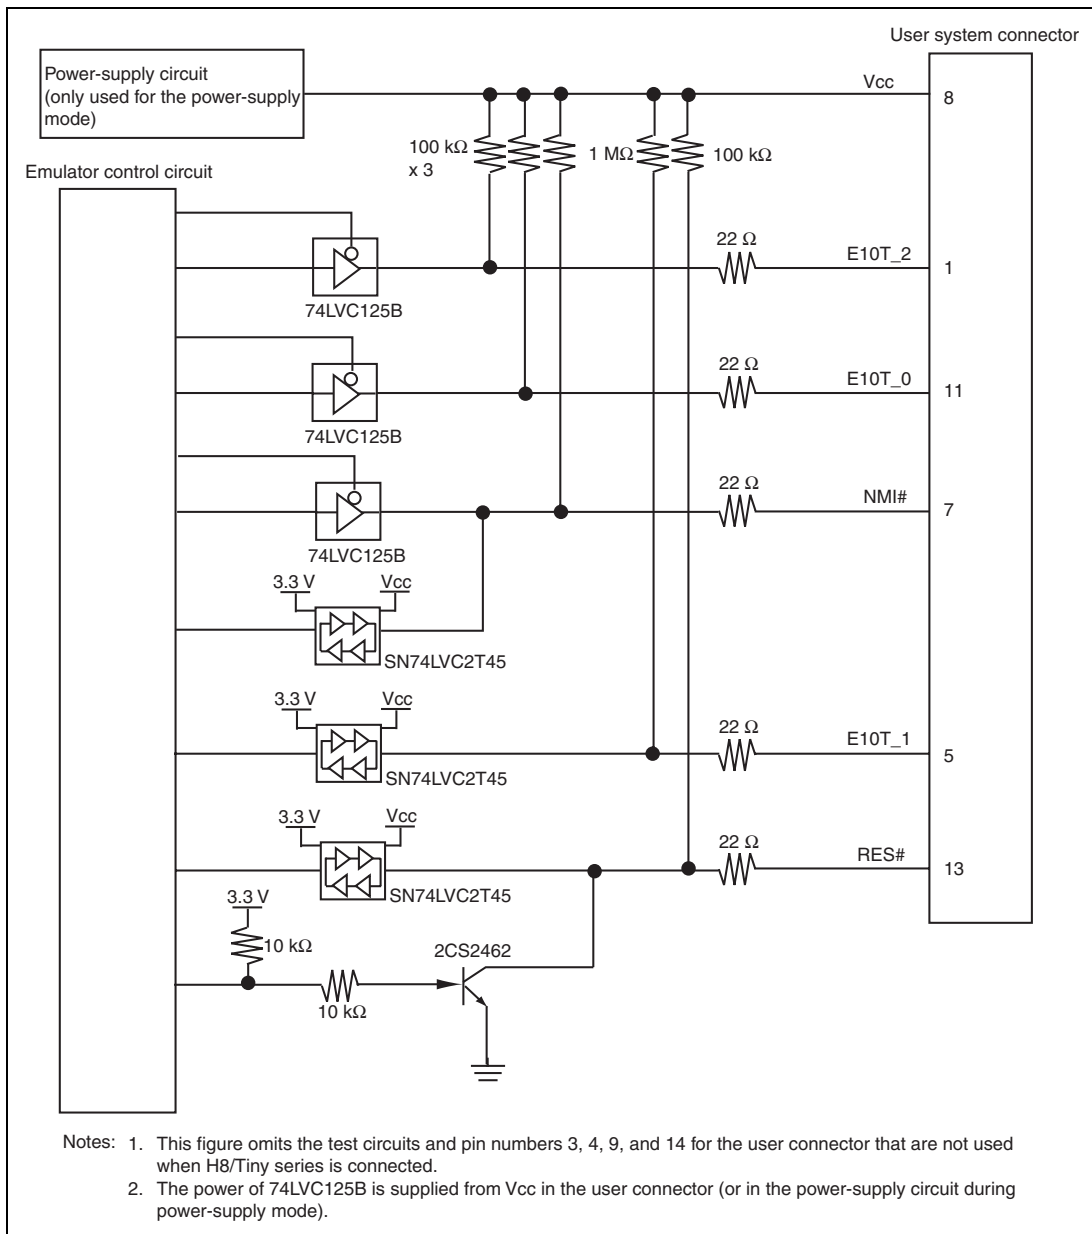 User system connector
Power-supply circuit
(only used for the power-supply
mode)
Vcc
8
100 kΩ
x 3
1 MΩ
100 kΩ
Emulator control circuit
22 Ω
E10T_2
1
74LVC125B
22 Ω
E10T_0
11
74LVC125B
22 Ω
NMI#
7
74LVC125B
3.3 V
Vcc
SN74LVC2T45
3.3 V
Vcc
22 Ω
E10T_1
5
SN74LVC2T45
3.3 V
Vcc
22 Ω
RES#
13
SN74LVC2T45
3.3 V
10 kΩ
2CS2462
10 kΩ
Notes: 1. This figure omits the test circuits and pin numbers 3, 4, 9, and 14 for the user connector that are not used
when H8/Tiny series is connected.
2. The power of 74LVC125B is supplied from Vcc in the user connector (or in the power-supply circuit during
power-supply mode).